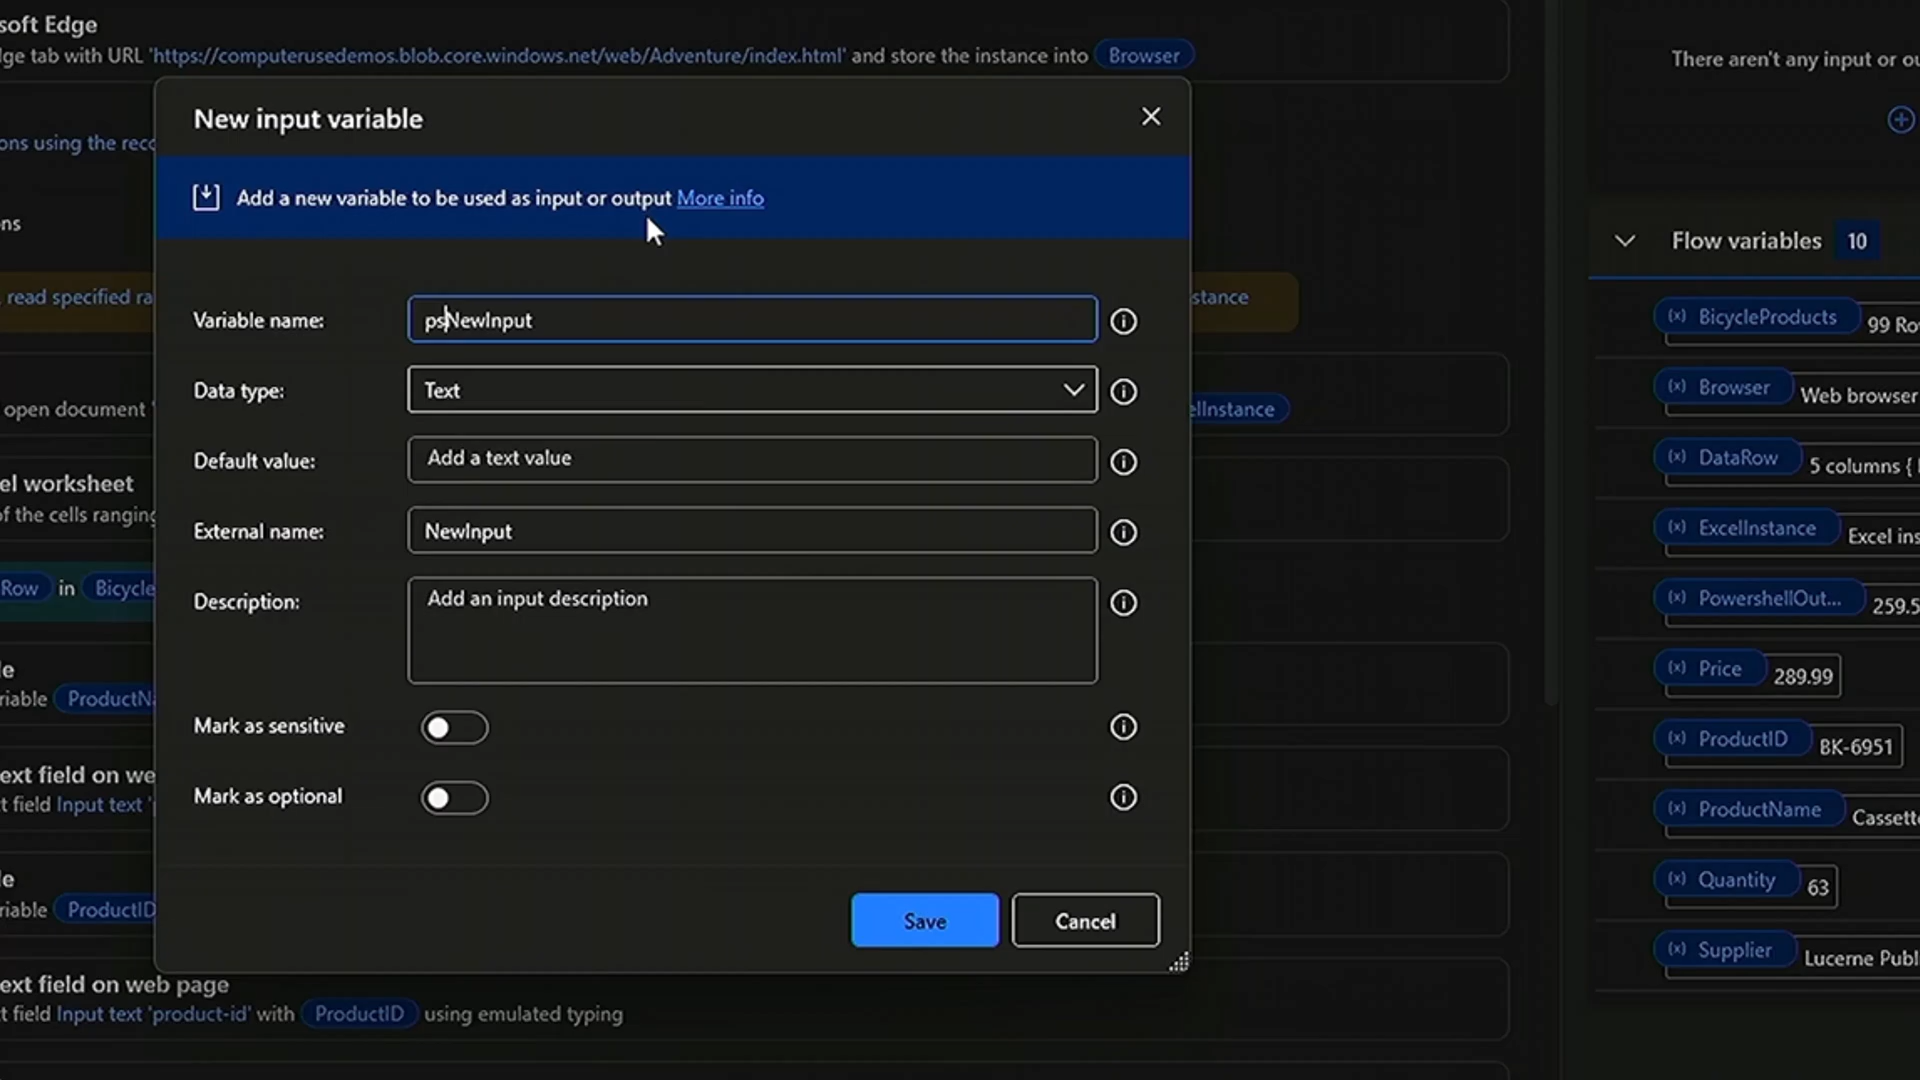 soft Edge
ge tab with URL 'https://computerusedemos.blob.core.windows.net/web/Adventure/index.html' and store the instance into Browser
There aren't any input or ou
New input variable
ons using the reco
Add a new variable to be used as input or output More info
ns
Flow variables 10
read specified ra
stance
Variable name: psNewInput
BicycleProducts 99 Ro
Data type: Text
Browser Web browser
open document '
elInstance
Default value: Add a text value
DataRow 5 columns {
el worksheet
of the cells ranging
External name: NewInput
ExcelInstance Excel ins
Row in Bicycle
Description: Add an input description
PowershellOut... 259.5
le
riable ProductNa
Price 289.99
Mark as sensitive
ProductID BK-6951
ext field on we
t field Input text 'p
Mark as optional
ProductName Cassette
le
riable ProductID
Quantity 63
Save Cancel
Supplier Lucerne Publ
ext field on web page
t field Input text 'product-id' with ProductID using emulated typing